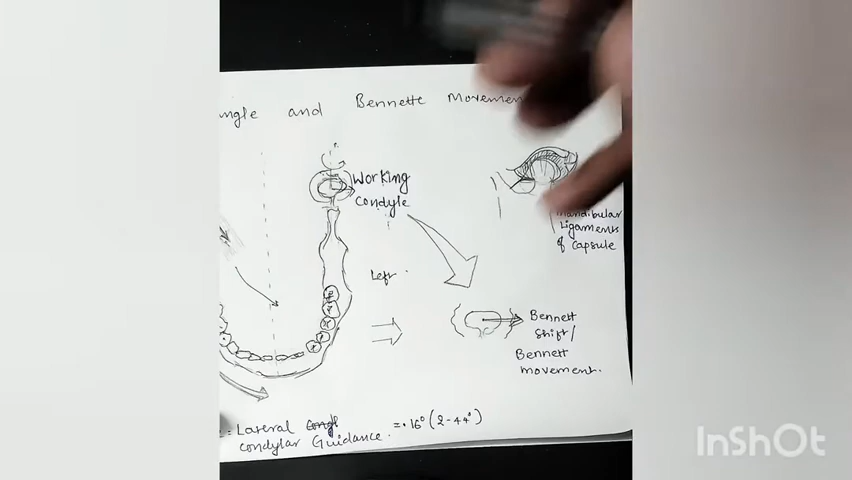 ngle and Bennett Movemen
Working
Condyle
Mandibular
Ligaments
of capsule
Left
Bennett
Shift/
Bennett
movement.
= Lateral
condylar Guidance = 16° (2-44°)
InShOt